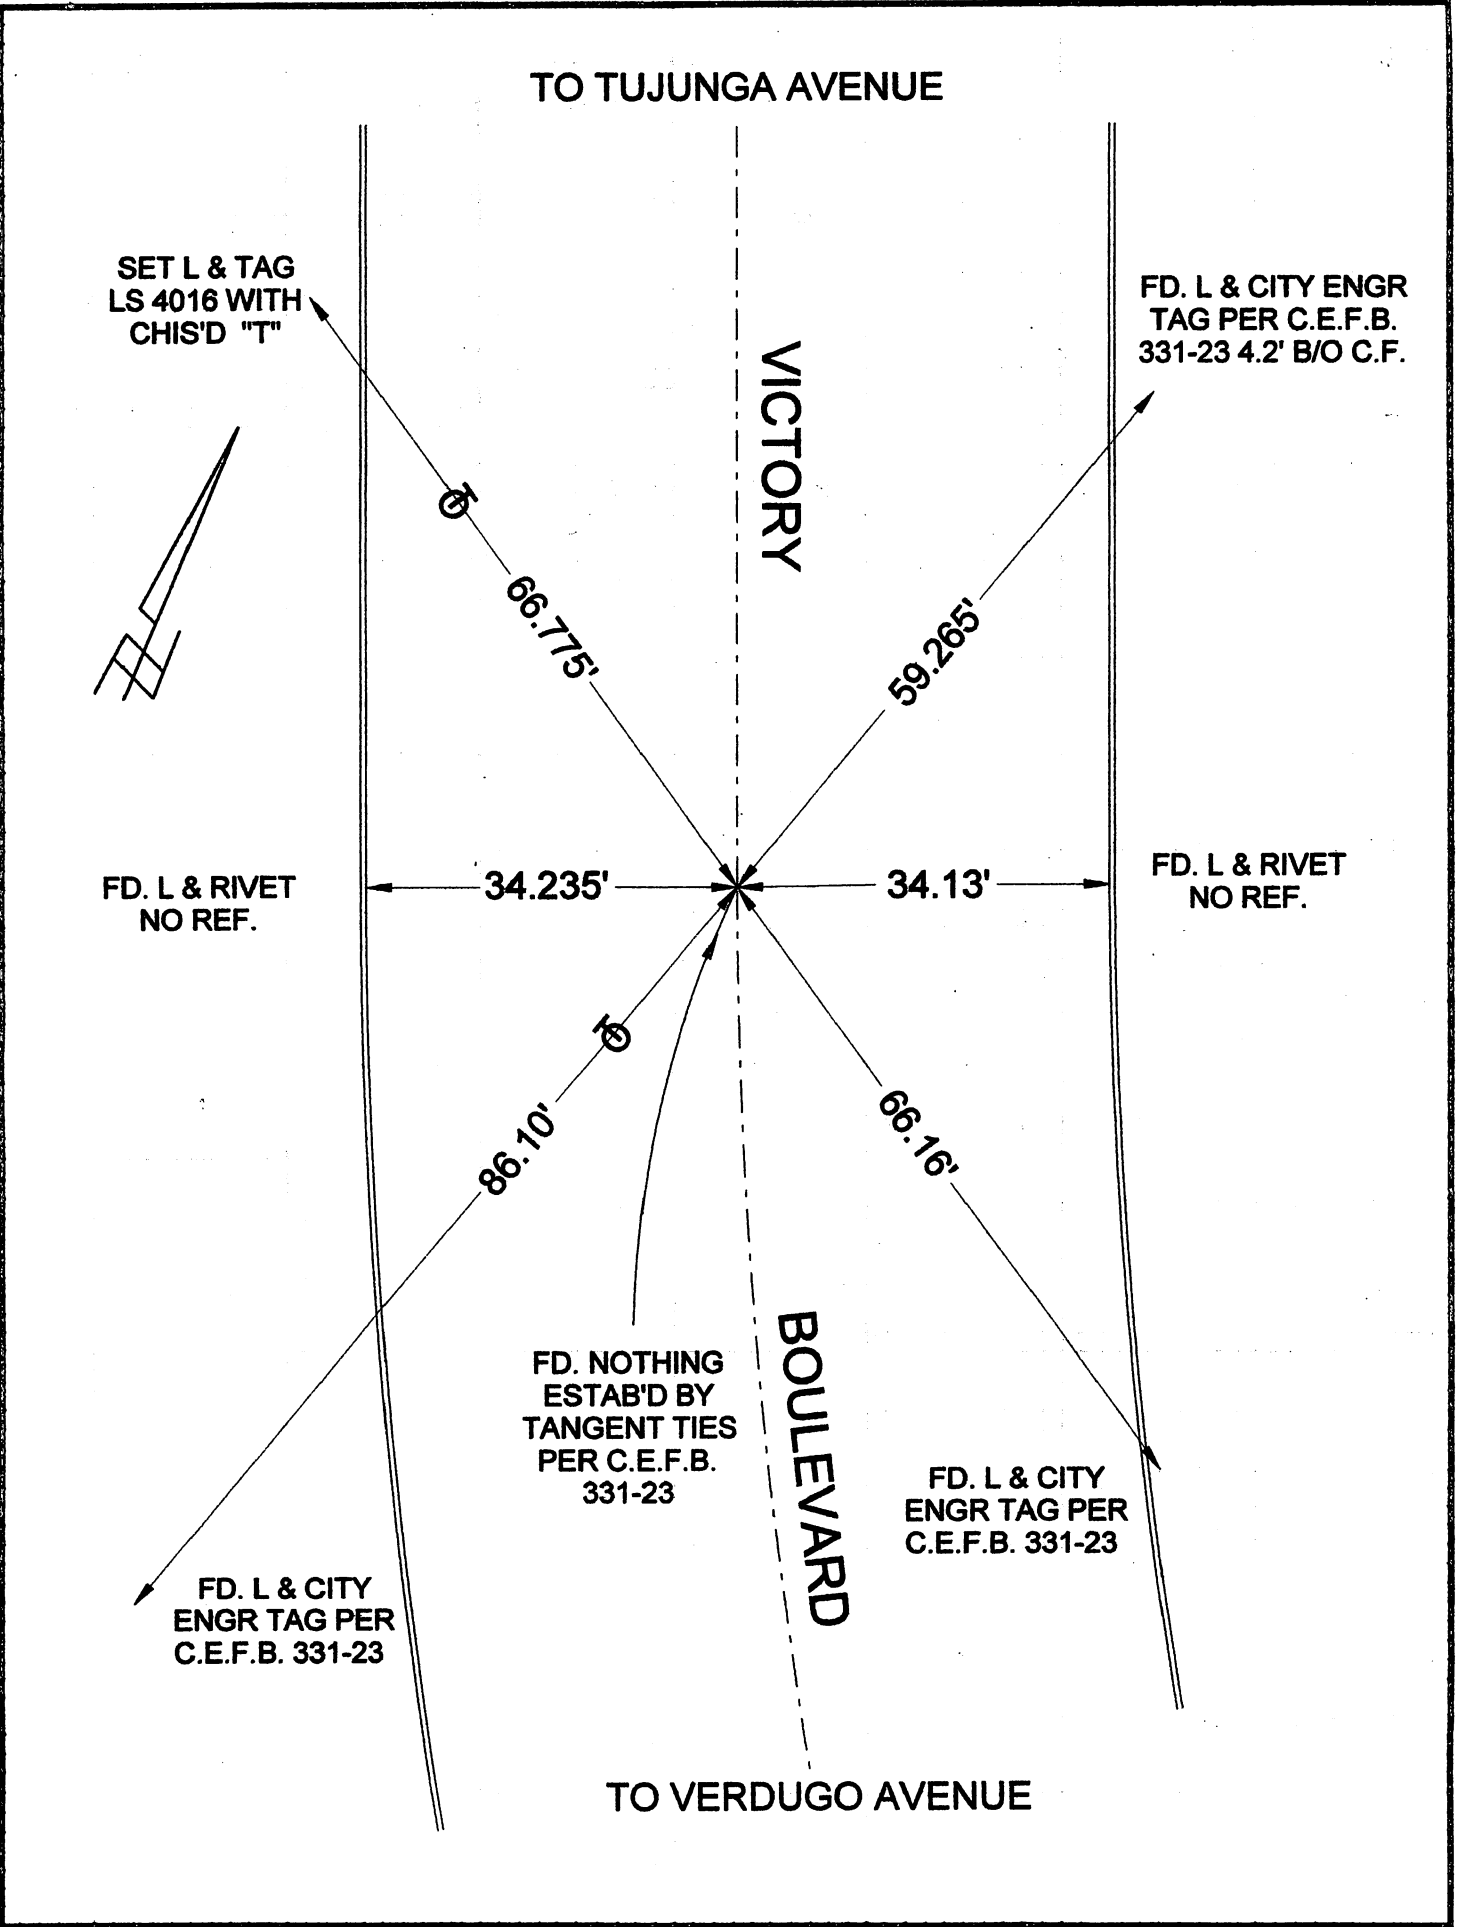 TO TUJUNGA AVENUE
SET L & TAG
LS 4016 WITH
CHIS'D "T"
FD. L & CITY ENGR
TAG PER C.E.F.B.
331-23 4.2' B/O C.F.
VICTORY
T
66.775'
59.265'
FD. L & RIVET
NO REF.
34.235'
34.13'
FD. L & RIVET
NO REF.
T
86.10'
66.16'
FD. NOTHING
ESTAB'D BY
TANGENT TIES
PER C.E.F.B.
331-23
BOULEVARD
FD. L & CITY
ENGR TAG PER
C.E.F.B. 331-23
FD. L & CITY
ENGR TAG PER
C.E.F.B. 331-23
TO VERDUGO AVENUE